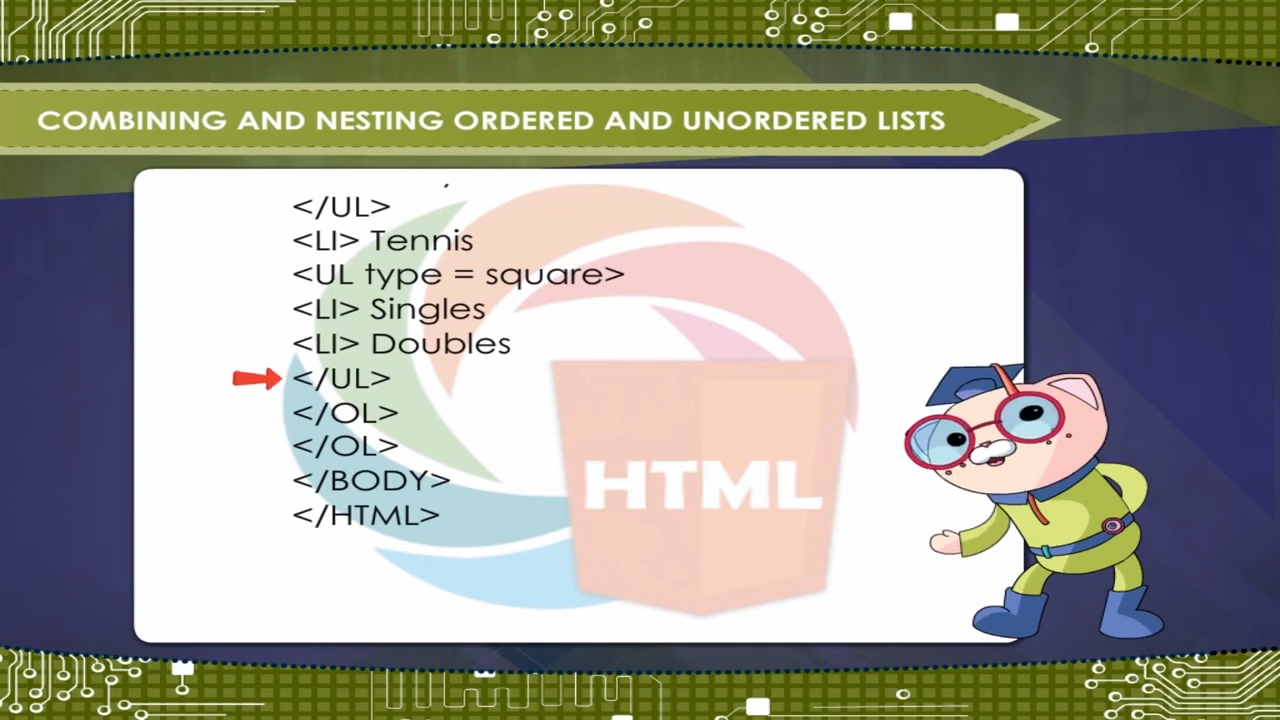 COMBINING AND NESTING ORDERED AND UNORDERED LISTS
</UL>
<LI> Tennis
<UL type = square>
<LI> Singles
<LI> Doubles
</UL>
</OL>
</OL>
</BODY>
</HTML>
HTML